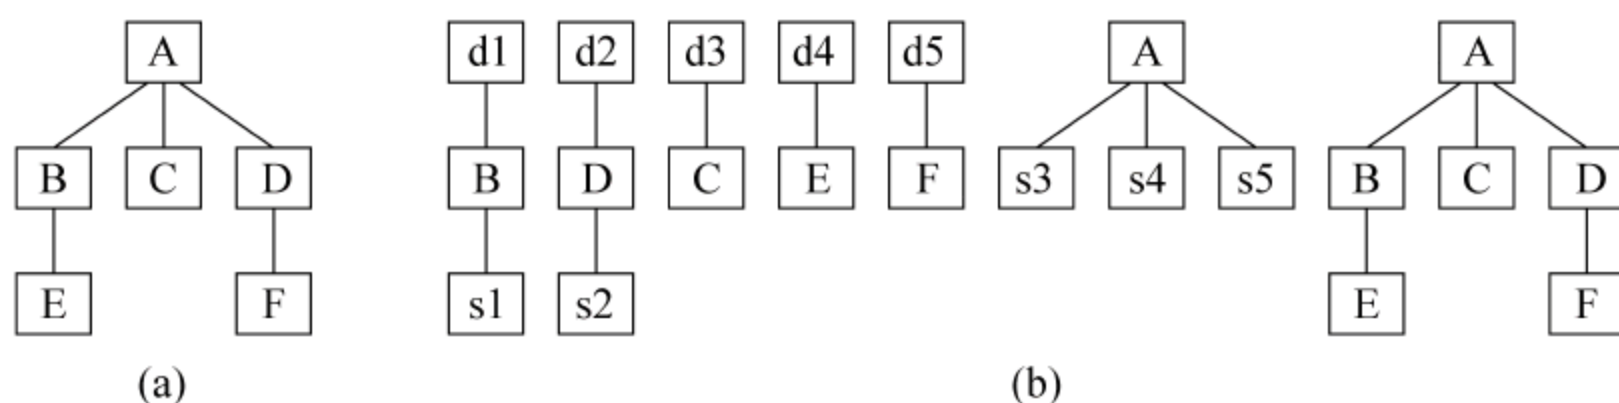 A d1 d2 d3 d4 d5 A A
B C D B D C E F s3 s4 s5 B C D
E F s1 s2 E F
(a) (b)